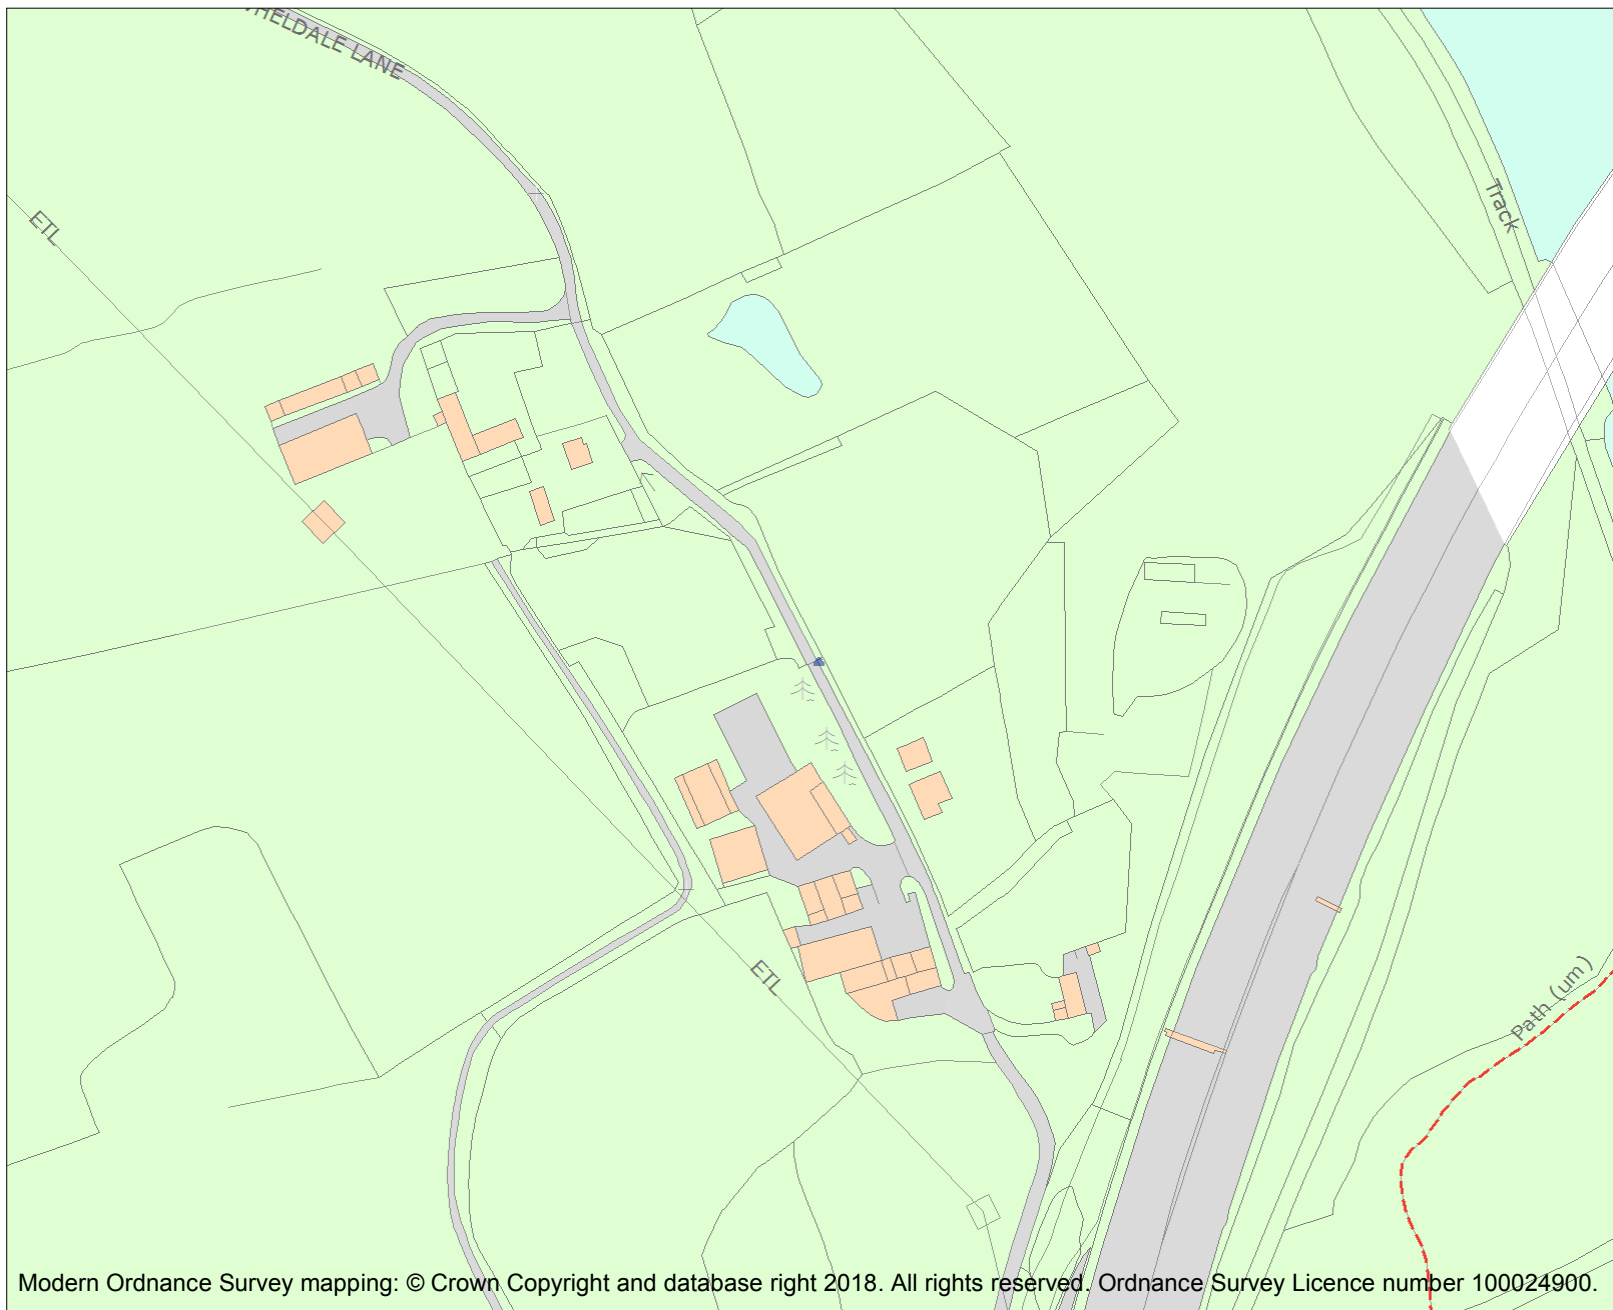 WHELDALE LANE
ETL
Track
ETL
Path (um)
Modern Ordnance Survey mapping: © Crown Copyright and database right 2018. All rights reserved. Ordnance Survey Licence number 100024900.